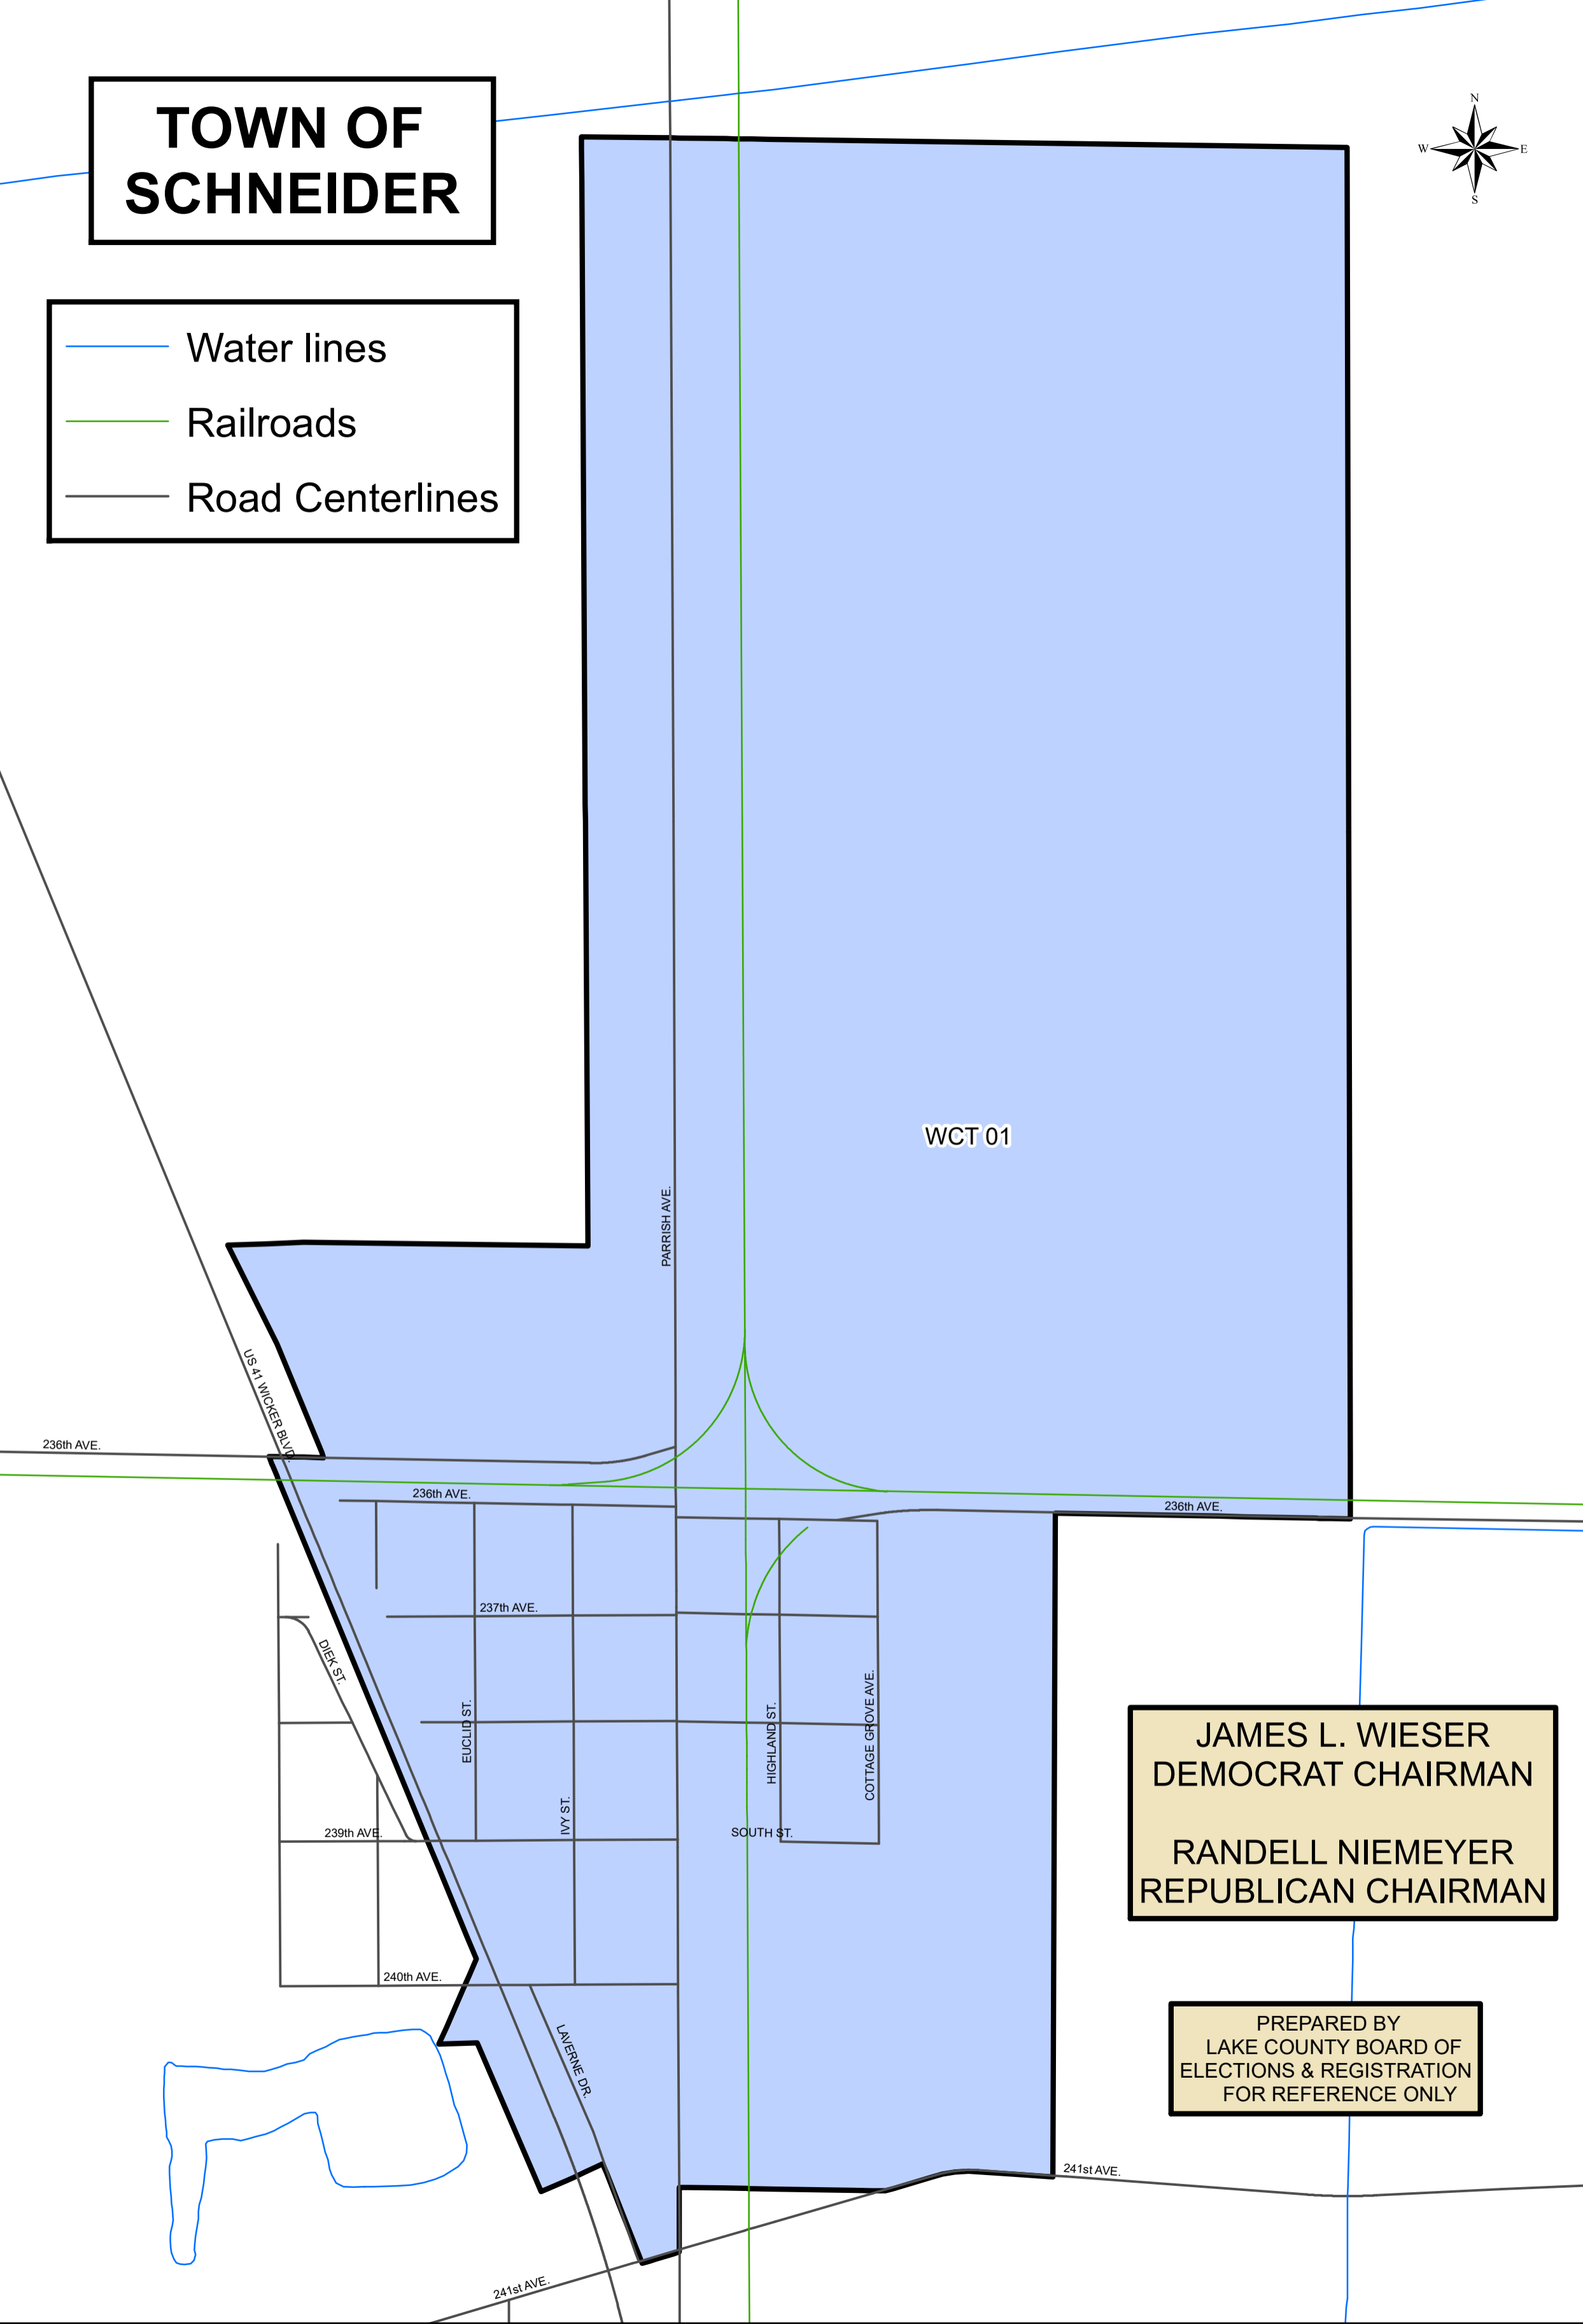 TOWN OF
SCHNEIDER
N
W
E
S
Water lines
Railroads
Road Centerlines
WCT 01
PARRISH AVE.
US 41 WICKER BLVD.
236th AVE.
236th AVE.
236th AVE.
237th AVE.
DIEK ST.
EUCLID ST.
IVY ST.
HIGHLAND ST.
COTTAGE GROVE AVE.
239th AVE.
SOUTH ST.
240th AVE.
LAVERNE DR.
241st AVE.
241st AVE.
JAMES L. WIESER
DEMOCRAT CHAIRMAN
RANDELL NIEMEYER
REPUBLICAN CHAIRMAN
PREPARED BY
LAKE COUNTY BOARD OF
ELECTIONS & REGISTRATION
FOR REFERENCE ONLY